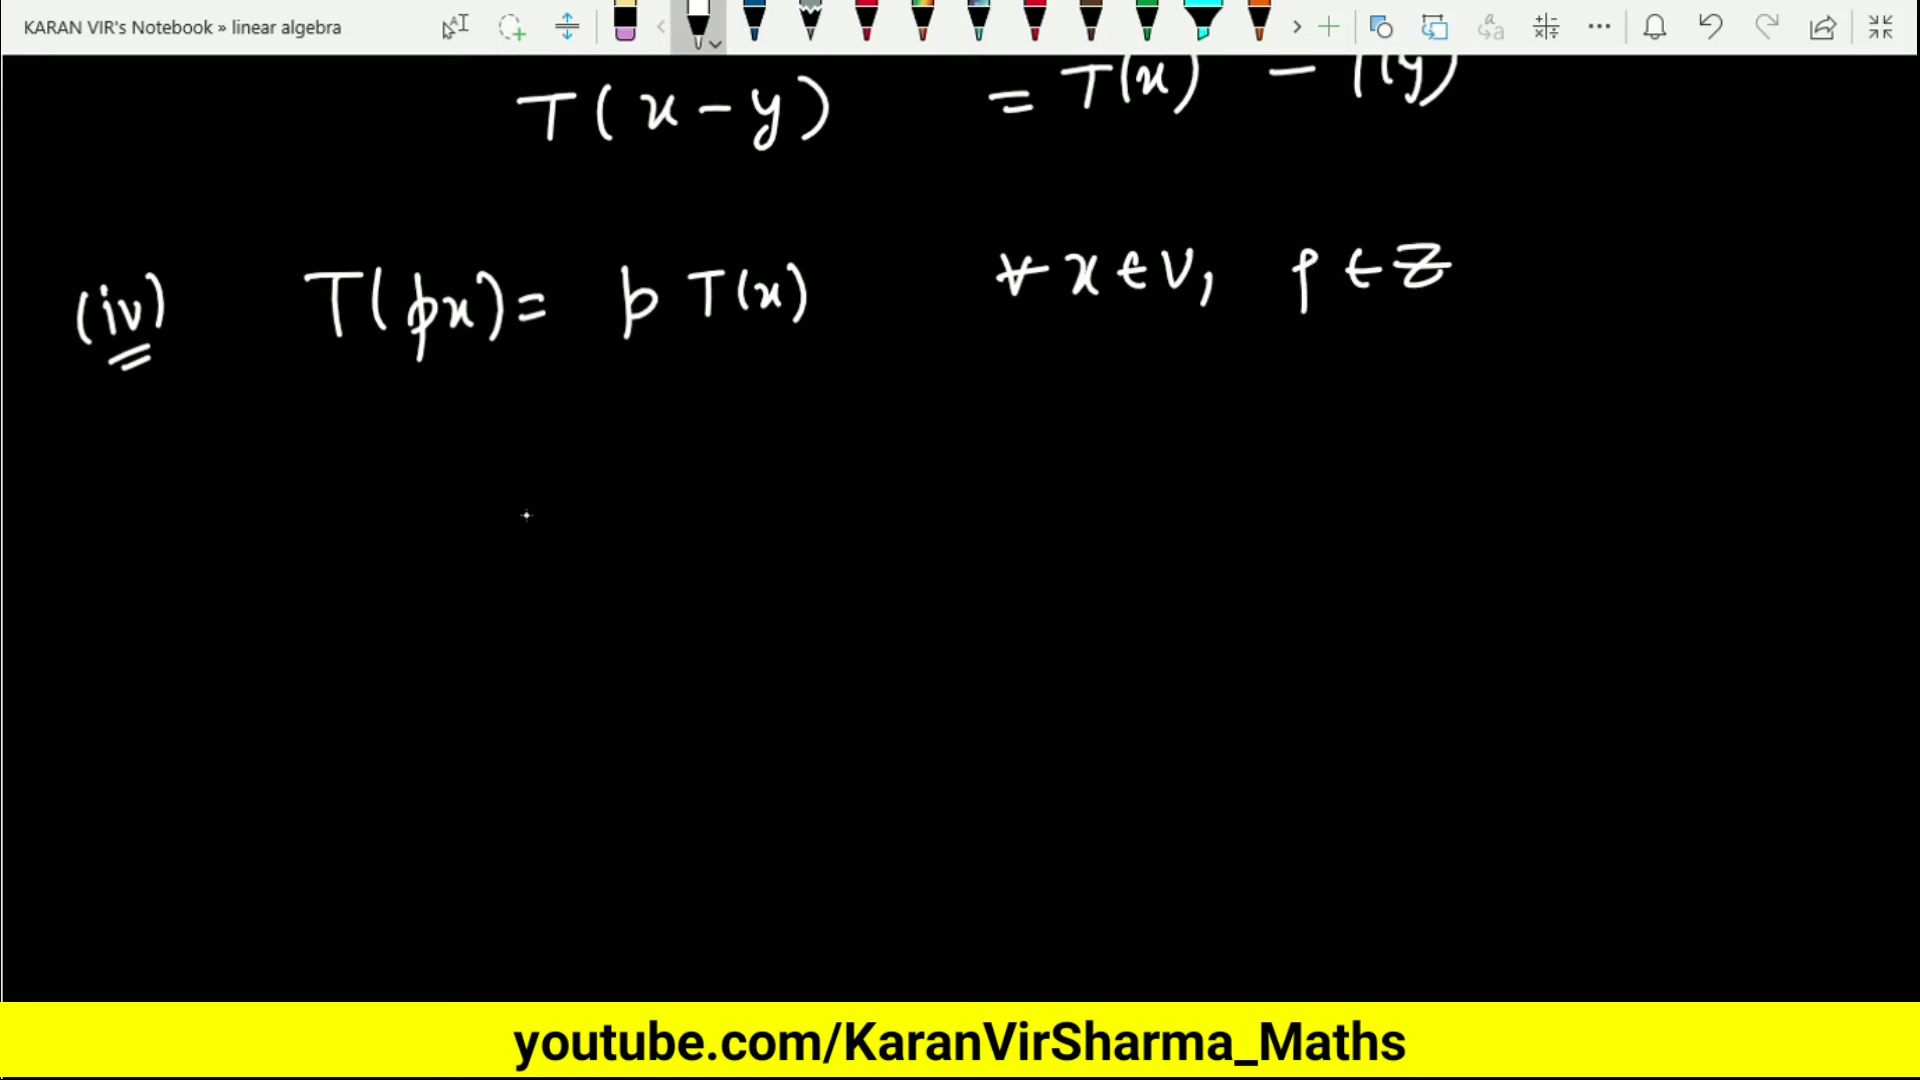 KARAN VIR's Notebook » linear algebra
T(x-y) = T(x) - T(y)
(iv) T(px) = p T(x) ∀ x ∈ V, p ∈ Z
youtube.com/KaranVirSharma_Maths